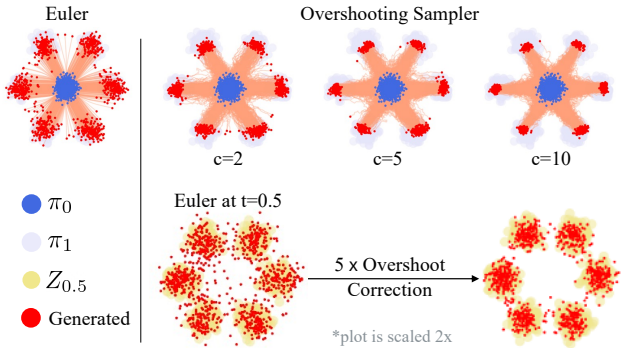 Euler
Overshooting Sampler
c=2
c=5
c=10
π₀
π₁
Z₀.₅
Generated
Euler at t=0.5
5 x Overshoot
Correction
*plot is scaled 2x